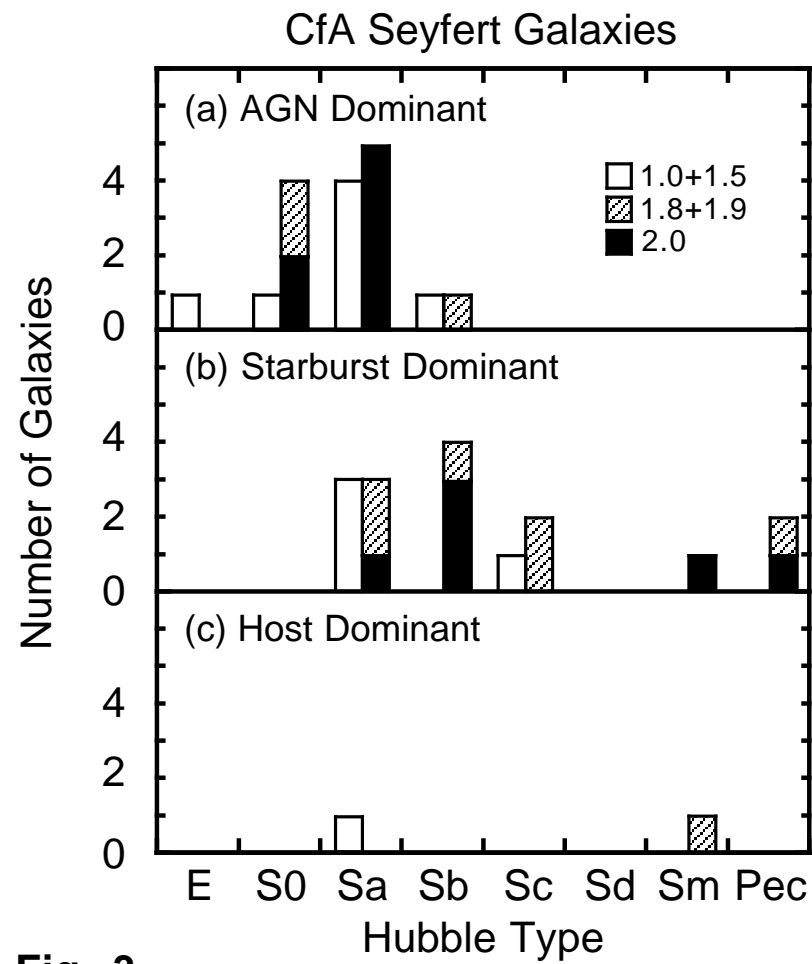 CfA Seyfert Galaxies
(a) AGN Dominant
1.0+1.5
1.8+1.9
2.0
4
2
0
(b) Starburst Dominant
4
2
0
(c) Host Dominant
4
2
0
Number of Galaxies
E S0 Sa Sb Sc Sd Sm Pec
Hubble Type